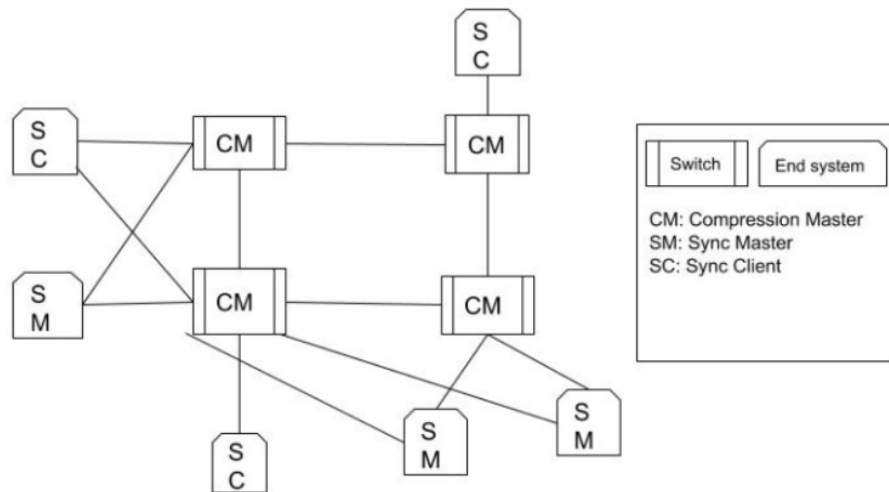 S
C
S
C
CM
CM
S
M
CM
CM
S
M
S
M
S
C
Switch
End system
CM: Compression Master
SM: Sync Master
SC: Sync Client